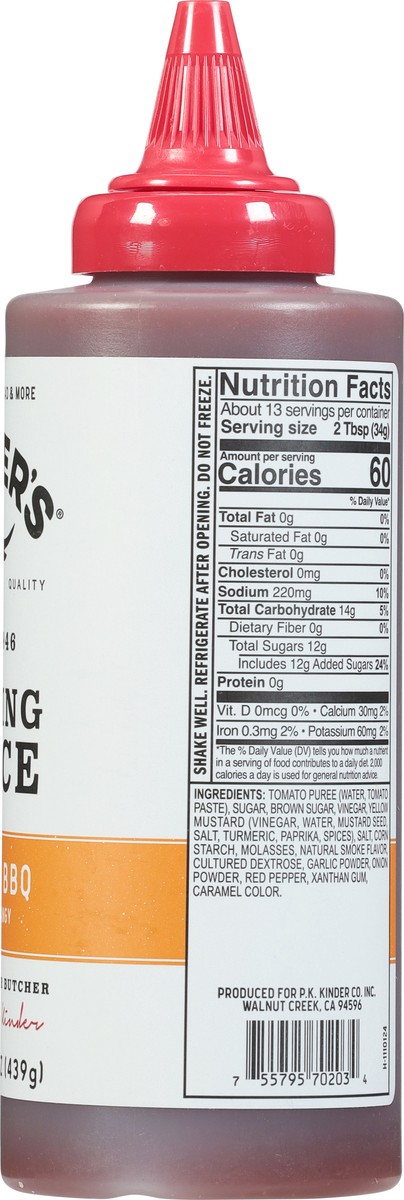 & MORE
ER'S®
QUALITY
46
ING
CE
BBQ
NGY
BUTCHER
Kinder
(439g)
SHAKE WELL. REFRIGERATE AFTER OPENING. DO NOT FREEZE.
Nutrition Facts
About 13 servings per container
Serving size 2 Tbsp (34g)
Amount per serving
Calories 60
% Daily Value*
Total Fat 0g 0%
Saturated Fat 0g 0%
Trans Fat 0g
Cholesterol 0mg 0%
Sodium 220mg 10%
Total Carbohydrate 14g 5%
Dietary Fiber 0g 0%
Total Sugars 12g
Includes 12g Added Sugars 24%
Protein 0g
Vit. D 0mcg 0% • Calcium 30mg 2%
Iron 0.3mg 2% • Potassium 60mg 2%
*The % Daily Value (DV) tells you how much a nutrient
in a serving of food contributes to a daily diet. 2,000
calories a day is used for general nutrition advice.
INGREDIENTS: TOMATO PUREE (WATER, TOMATO
PASTE), SUGAR, BROWN SUGAR, VINEGAR, YELLOW
MUSTARD (VINEGAR, WATER, MUSTARD SEED,
SALT, TURMERIC, PAPRIKA, SPICES), SALT, CORN
STARCH, MOLASSES, NATURAL SMOKE FLAVOR,
CULTURED DEXTROSE, GARLIC POWDER, ONION
POWDER, RED PEPPER, XANTHAN GUM,
CARAMEL COLOR.
PRODUCED FOR P.K. KINDER CO. INC.
WALNUT CREEK, CA 94596
7 55795 70203 4
H-1110124